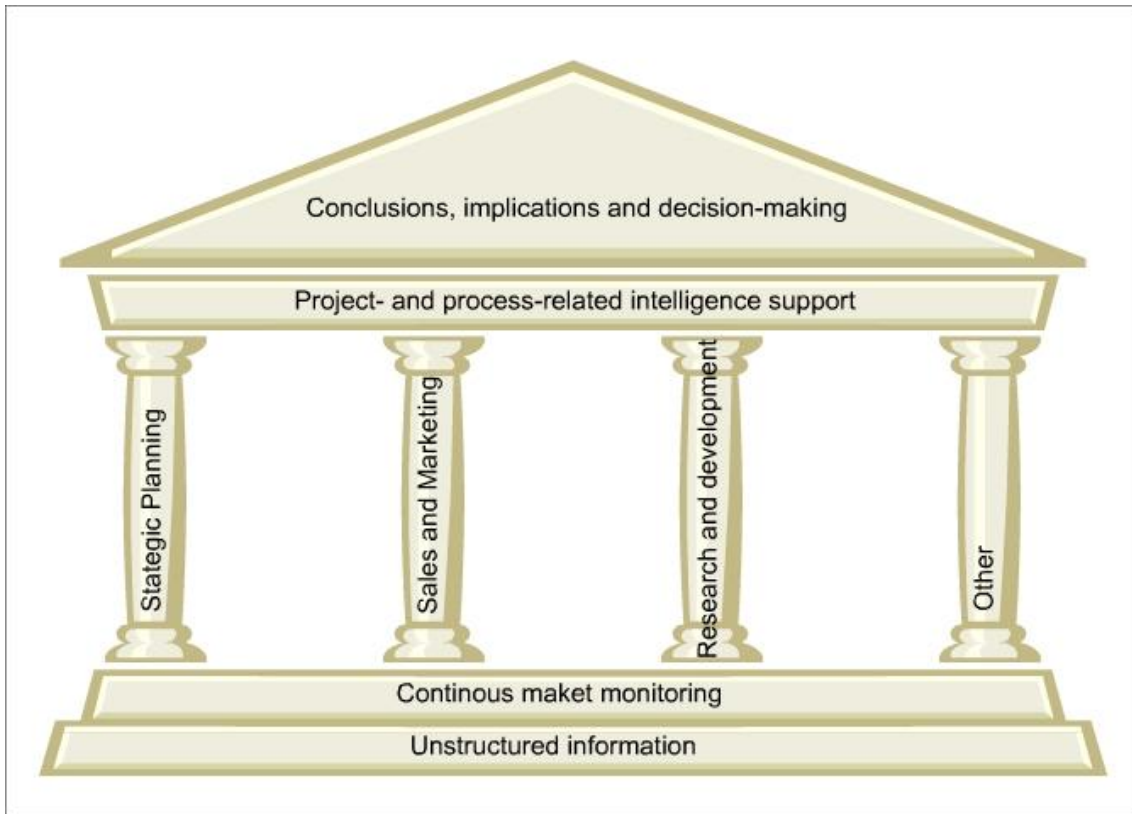 Conclusions, implications and decision-making
Project- and process-related intelligence support
Stategic Planning
Sales and Marketing
Research and development
Other
Continous maket monitoring
Unstructured information